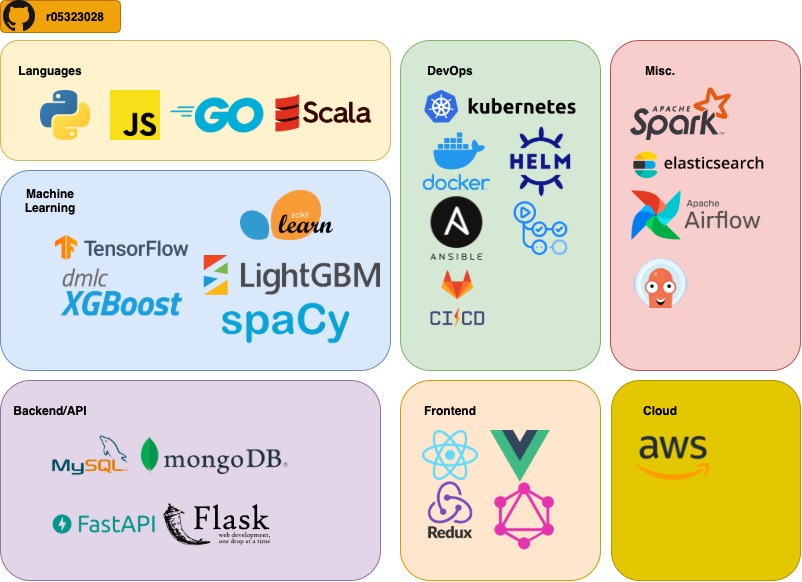 r05323028
Languages
JS
GO
Scala
Machine
Learning
scikit
learn
TensorFlow
dmlc
XGBoost
LightGBM
spaCy
DevOps
kubernetes
docker
HELM
A
ANSIBLE
CI CD
Misc.
APACHE
Spark
elasticsearch
Apache
Airflow
Backend/API
MySQL
mongoDB
FastAPI
Flask
web development,
one drop at a time
Frontend
Redux
Cloud
aws